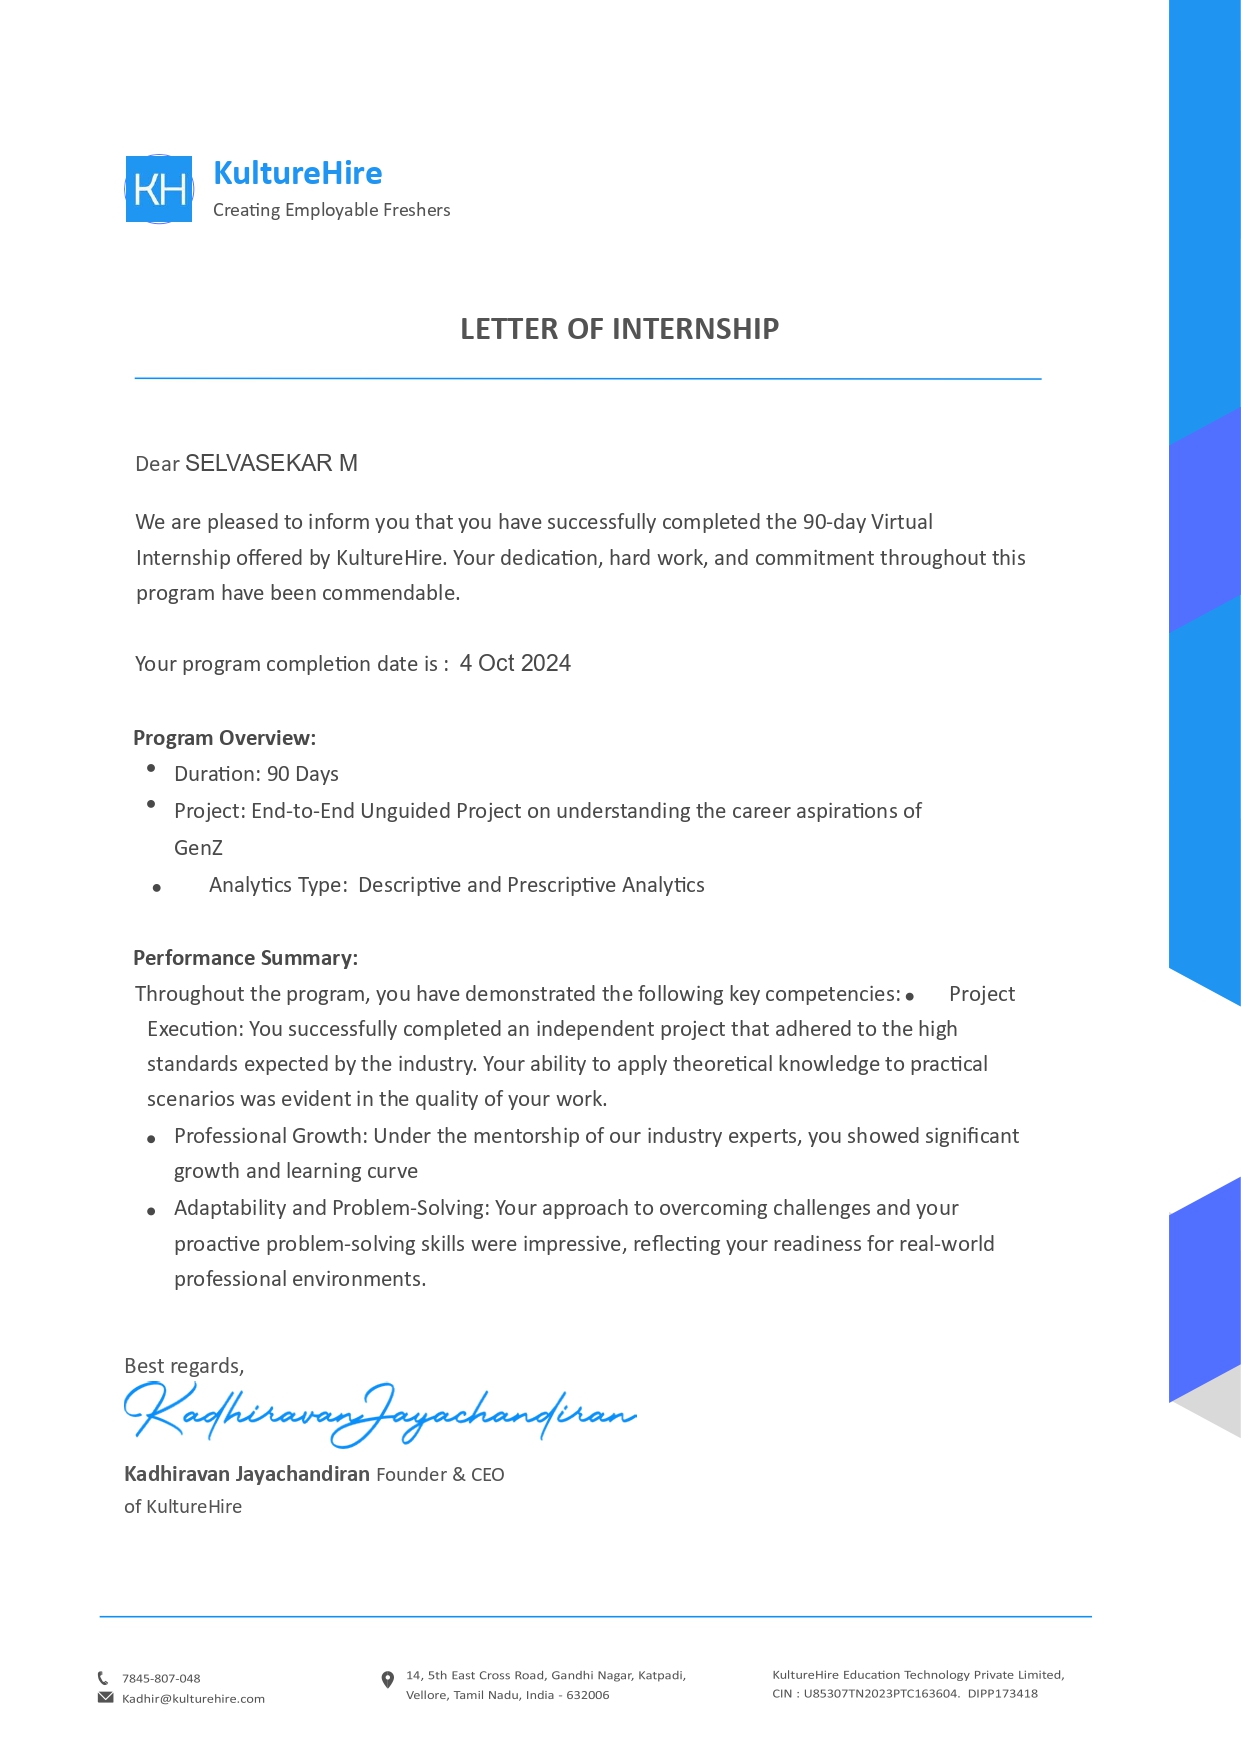 KH
KultureHire
Creating Employable Freshers
LETTER OF INTERNSHIP
Dear SELVASEKAR M
We are pleased to inform you that you have successfully completed the 90-day Virtual
Internship offered by KultureHire. Your dedication, hard work, and commitment throughout this
program have been commendable.
Your program completion date is : 4 Oct 2024
Program Overview:
• Duration: 90 Days
• Project: End-to-End Unguided Project on understanding the career aspirations of
GenZ
• Analytics Type: Descriptive and Prescriptive Analytics
Performance Summary:
Throughout the program, you have demonstrated the following key competencies: • Project
Execution: You successfully completed an independent project that adhered to the high
standards expected by the industry. Your ability to apply theoretical knowledge to practical
scenarios was evident in the quality of your work.
• Professional Growth: Under the mentorship of our industry experts, you showed significant
growth and learning curve
• Adaptability and Problem-Solving: Your approach to overcoming challenges and your
proactive problem-solving skills were impressive, reflecting your readiness for real-world
professional environments.
Best regards,
Kadhiravan Jayachandiran
Kadhiravan Jayachandiran Founder & CEO
of KultureHire
7845-807-048
Kadhir@kulturehire.com
14, 5th East Cross Road, Gandhi Nagar, Katpadi,
Vellore, Tamil Nadu, India - 632006
KultureHire Education Technology Private Limited,
CIN : U85307TN2023PTC163604. DIPP173418